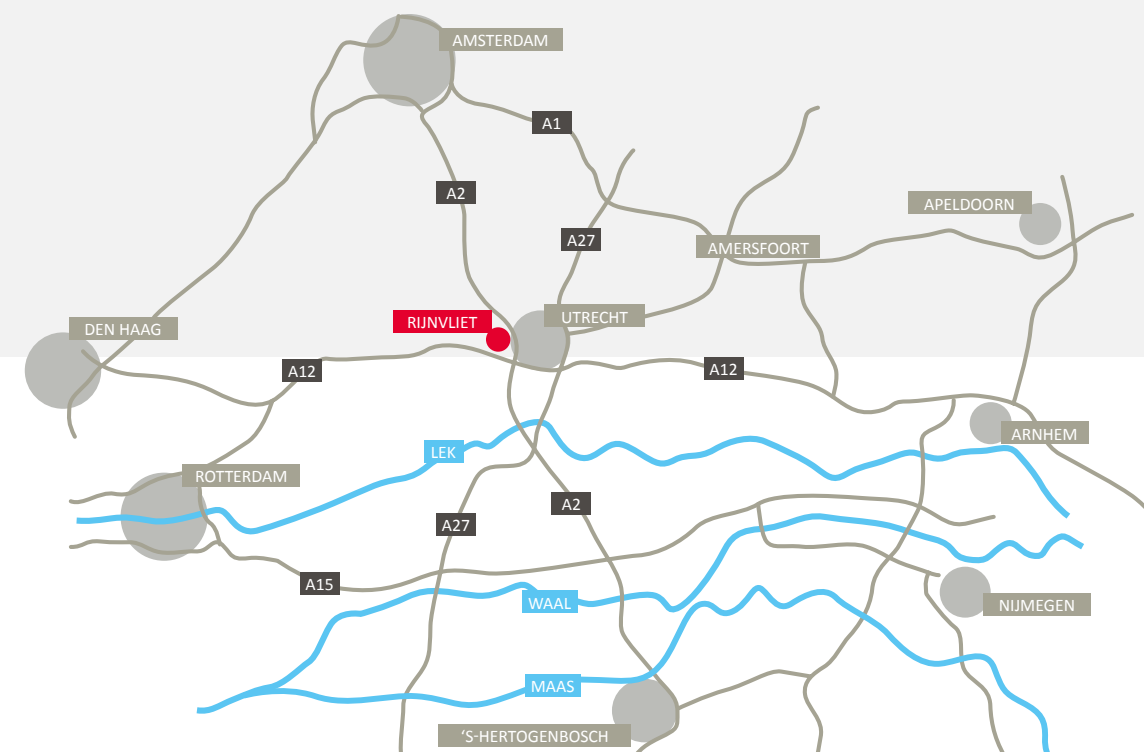 AMSTERDAM
A1
A2
APELDOORN
A27
AMERSFOORT
UTRECHT
RIJNVLIET
DEN HAAG
A12
A12
ARNHEM
LEK
ROTTERDAM
A2
A27
A15
WAAL
NIJMEGEN
MAAS
‘S-HERTOGENBOSCH